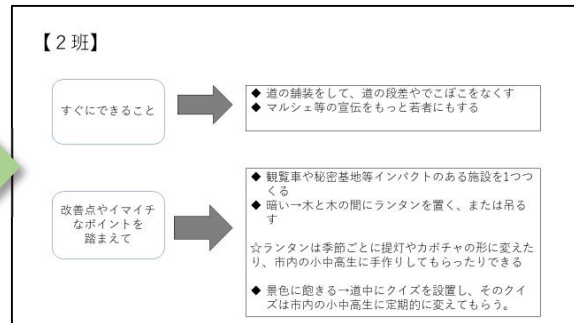 【２班】
すぐにできること
◆ 道の舗装をして、道の段差やでこぼこをなくす
◆ マルシェ等の宣伝をもっと若者にもする
改善点やイマイチ
なポイントを
踏まえて
◆ 観覧車や秘密基地等インパクトのある施設を1つつ
くる
◆ 暗い→木と木の間にランタンを置く、または吊る
す
☆ランタンは季節ごとに提灯やカボチャの形に変えた
り、市内の小中高生に手作りしてもらったりできる
◆ 景色に飽きる→道中にクイズを設置し、そのクイ
ズは市内の小中高生に定期的に変えてもらう。